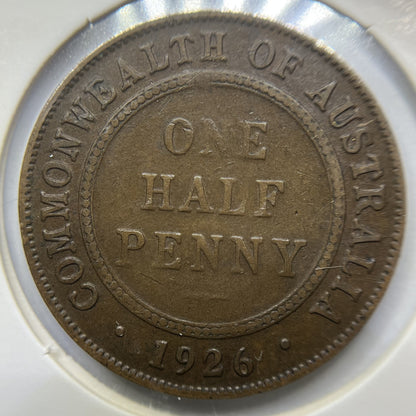 COMMONWEALTH OF AUSTRALIA
ONE
HALF
PENNY
1926